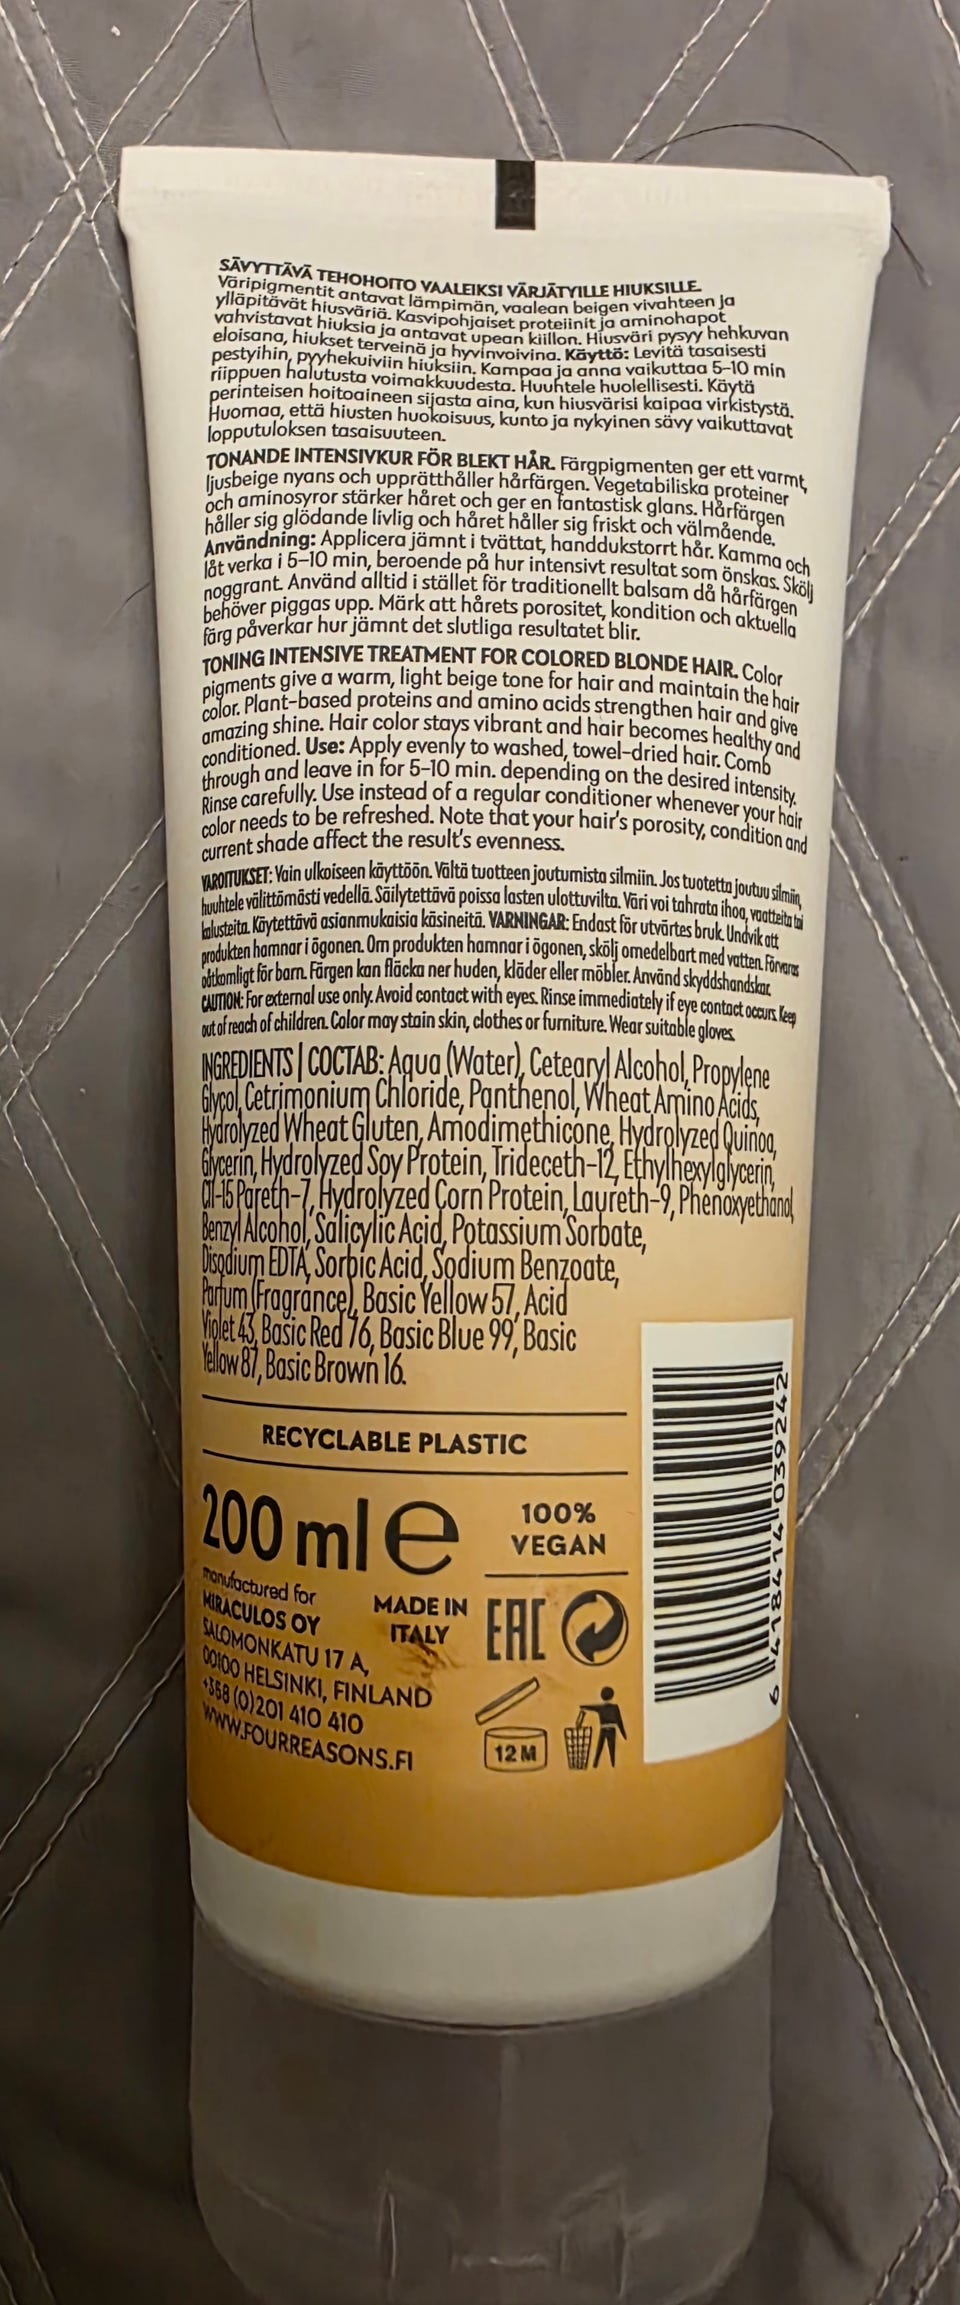 SÄVYTTÄVÄ TEHOHOITO VAALEIKSI VÄRJÄTYILLE HIUKSILLE.
Väripigmentit antavat lämpimän, vaalean beigen vivahteen ja
ylläpitävät hiusväriä. Kasvipohjaiset proteiinit ja aminohapot
vahvistavat hiuksia ja antavat upean kiillon. Hiusväri pysyy hehkuvan
eloisana, hiukset terveinä ja hyvinvoivina. Käyttö: Levitä tasaisesti
pestyihin, pyyhekuiviin hiuksiin. Kampaa ja anna vaikuttaa 5-10 min
riippuen halutusta voimakkuudesta. Huuhtele huolellisesti. Käytä
perinteisen hoitoaineen sijasta aina, kun hiusvärisi kaipaa virkistystä.
Huomaa, että hiusten huokoisuus, kunto ja nykyinen sävy vaikuttavat
lopputuloksen tasaisuuteen.
TONANDE INTENSIVKUR FÖR BLEKT HÅR. Färgpigmenten ger ett varmt,
ljusbeige nyans och upprätthåller hårfärgen. Vegetabiliska proteiner
och aminosyror stärker håret och ger en fantastisk glans. Hårfärgen
håller sig glödande livlig och håret håller sig friskt och välmående.
Användning: Applicera jämnt i tvättat, handdukstorrt hår. Kamma och
låt verka i 5-10 min, beroende på hur intensivt resultat som önskas. Skölj
noggrant. Använd alltid i stället för traditionellt balsam då hårfärgen
behöver piggas upp. Märk att hårets porositet, kondition och aktuella
färg påverkar hur jämnt det slutliga resultatet blir.
TONING INTENSIVE TREATMENT FOR COLORED BLONDE HAIR. Color
pigments give a warm, light beige tone for hair and maintain the hair
color. Plant-based proteins and amino acids strengthen hair and give
amazing shine. Hair color stays vibrant and hair becomes healthy and
conditioned. Use: Apply evenly to washed, towel-dried hair. Comb
through and leave in for 5-10 min. depending on the desired intensity.
Rinse carefully. Use instead of a regular conditioner whenever your hair
color needs to be refreshed. Note that your hair's porosity, condition and
current shade affect the result's evenness.
VAROITUKSET: Vain ulkoiseen käyttöön. Vältä tuotteen joutumista silmiin. Jos tuotetta joutuu silmiin,
huuhtele välittömästi vedellä. Säilytettävä poissa lasten ulottuvilta. Väri voi tahrata ihoa, vaatteita tai
kalusteita. Käytettävä asianmukaisia käsineitä. VARNINGAR: Endast för utvärtes bruk. Undvik att
produkten hamnar i ögonen. Om produkten hamnar i ögonen, skölj omedelbart med vatten. Förvaras
oåtkomligt för barn. Färgen kan fläcka ner huden, kläder eller möbler. Använd skyddshandskar.
CAUTION: For external use only. Avoid contact with eyes. Rinse immediately if eye contact occurs. Keep
out of reach of children. Color may stain skin, clothes or furniture. Wear suitable gloves.
INGREDIENTS | СОСТАВ: Aqua (Water), Cetearyl Alcohol, Propylene
Glycol, Cetrimonium Chloride, Panthenol, Wheat Amino Acids,
Hydrolyzed Wheat Gluten, Amodimethicone, Hydrolyzed Quinoa,
Glycerin, Hydrolyzed Soy Protein, Trideceth-12, Ethylhexylglycerin,
C11-15 Pareth-7, Hydrolyzed Corn Protein, Laureth-9, Phenoxyethanol,
Benzyl Alcohol, Salicylic Acid, Potassium Sorbate,
Disodium EDTA, Sorbic Acid, Sodium Benzoate,
Parfum (Fragrance), Basic Yellow 57, Acid
Violet 43, Basic Red 76, Basic Blue 99, Basic
Yellow 87, Basic Brown 16.
RECYCLABLE PLASTIC
200 ml e
100%
VEGAN
manufactured for
MIRACULOS OY
SALOMONKATU 17 A,
00100 HELSINKI, FINLAND
+358 (0)201 410 410
WWW.FOURREASONS.FI
MADE IN
ITALY
EAC
12 M
6 418414 039242